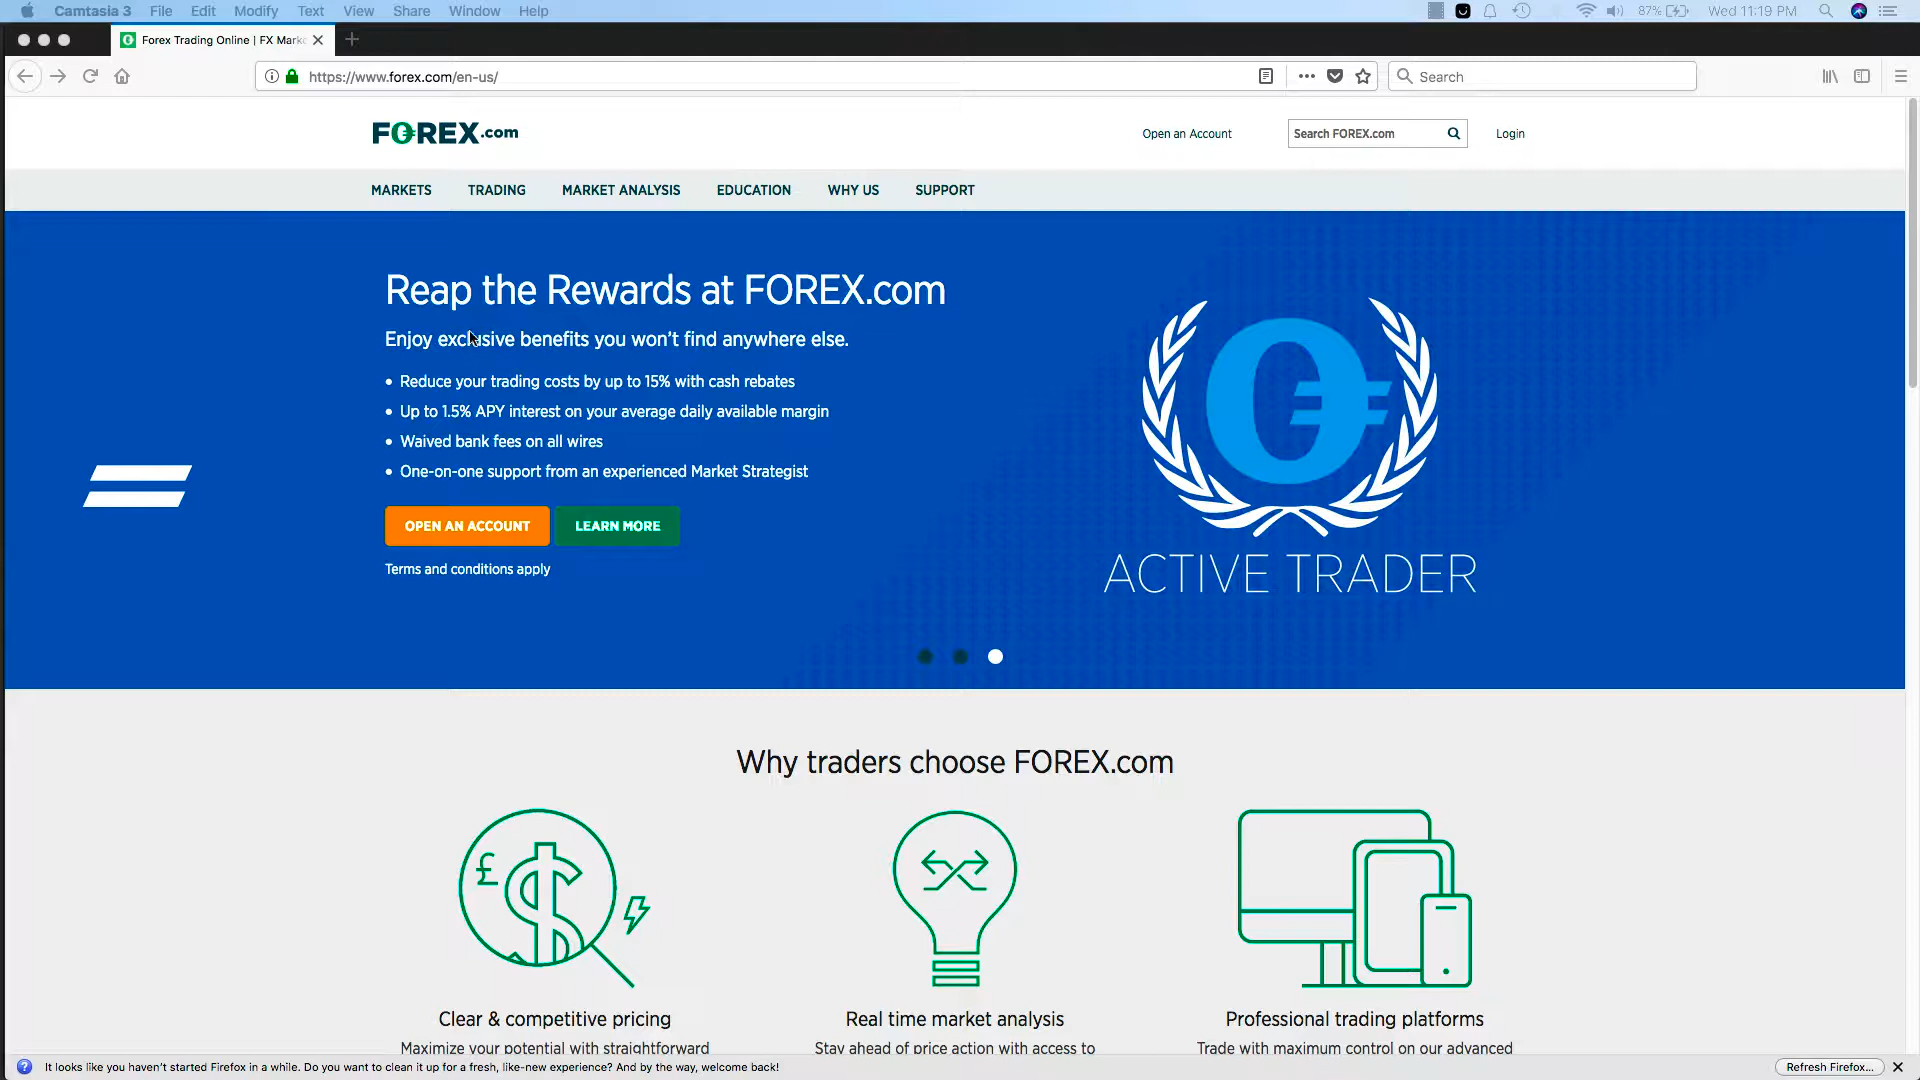 Camtasia 3 File Edit Modify Text View Share Window Help 87% Wed 11:19 PM
Forex Trading Online | FX Marke
https://www.forex.com/en-us/ Search
FOREX.com Open an Account Search FOREX.com Login
MARKETS TRADING MARKET ANALYSIS EDUCATION WHY US SUPPORT
Reap the Rewards at FOREX.com
Enjoy exclusive benefits you won't find anywhere else.
• Reduce your trading costs by up to 15% with cash rebates
• Up to 1.5% APY interest on your average daily available margin
• Waived bank fees on all wires
• One-on-one support from an experienced Market Strategist
OPEN AN ACCOUNT LEARN MORE
Terms and conditions apply
ACTIVE TRADER
Why traders choose FOREX.com
Clear & competitive pricing
Maximize your potential with straightforward
Real time market analysis
Stay ahead of price action with access to
Professional trading platforms
Trade with maximum control on our advanced
It looks like you haven't started Firefox in a while. Do you want to clean it up for a fresh, like-new experience? And by the way, welcome back! Refresh Firefox...